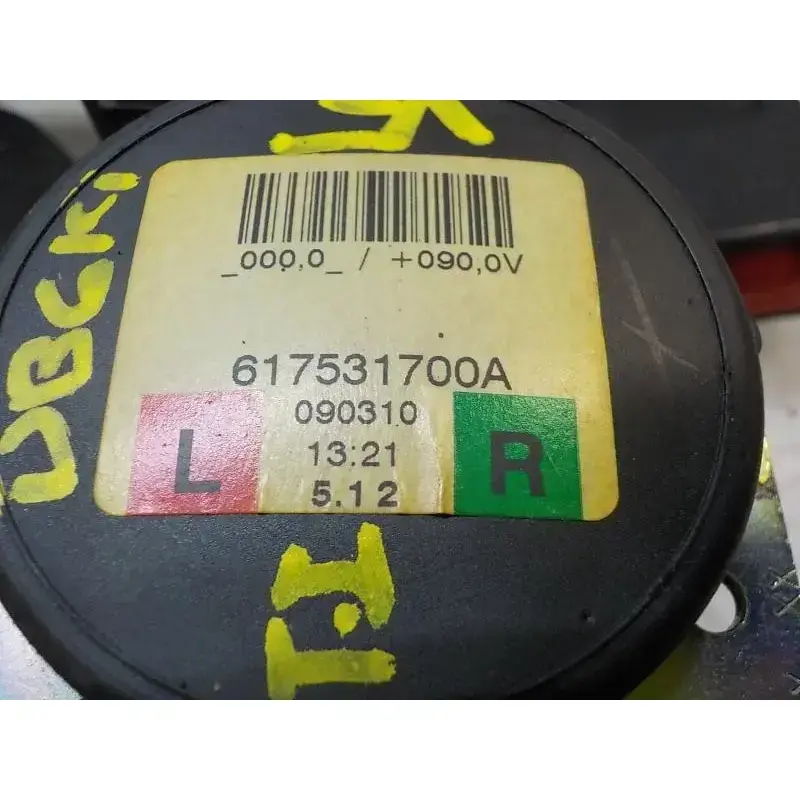 _000,0_ / +090,0V
617531700A
L 090310 R
13:21
5.12